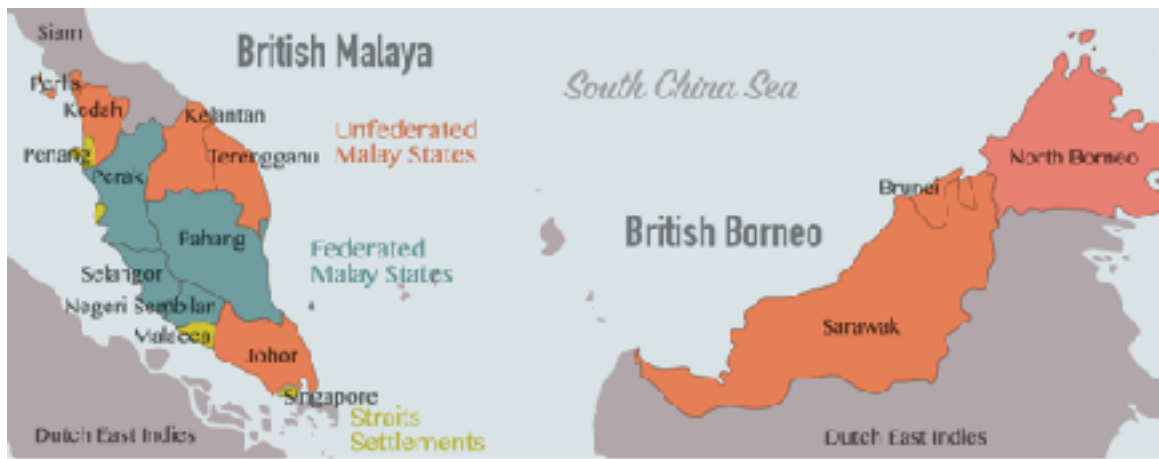 Siam
British Malaya
South China Sea
Perlis
Kedah
Kelantan
Unfederated
Malay States
Penang
Terengganu
North Borneo
Perak
Brunei
Pahang
British Borneo
Federated
Malay States
Selangor
Negeri Sembilan
Malacca
Sarawak
Johor
Singapore
Straits
Settlements
Dutch East Indies
Dutch East Indies